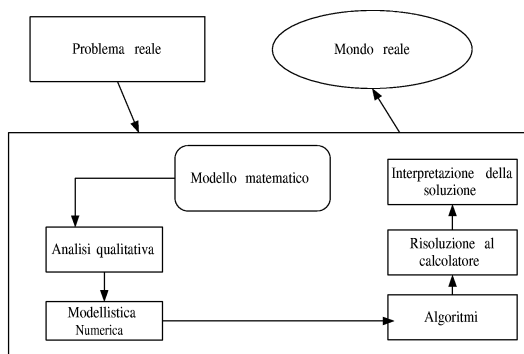 Problema reale
Mondo reale
Modello matematico
Interpretazione della
soluzione
Analisi qualitativa
Risoluzione al
calcolatore
Modellistica
Numerica
Algoritmi